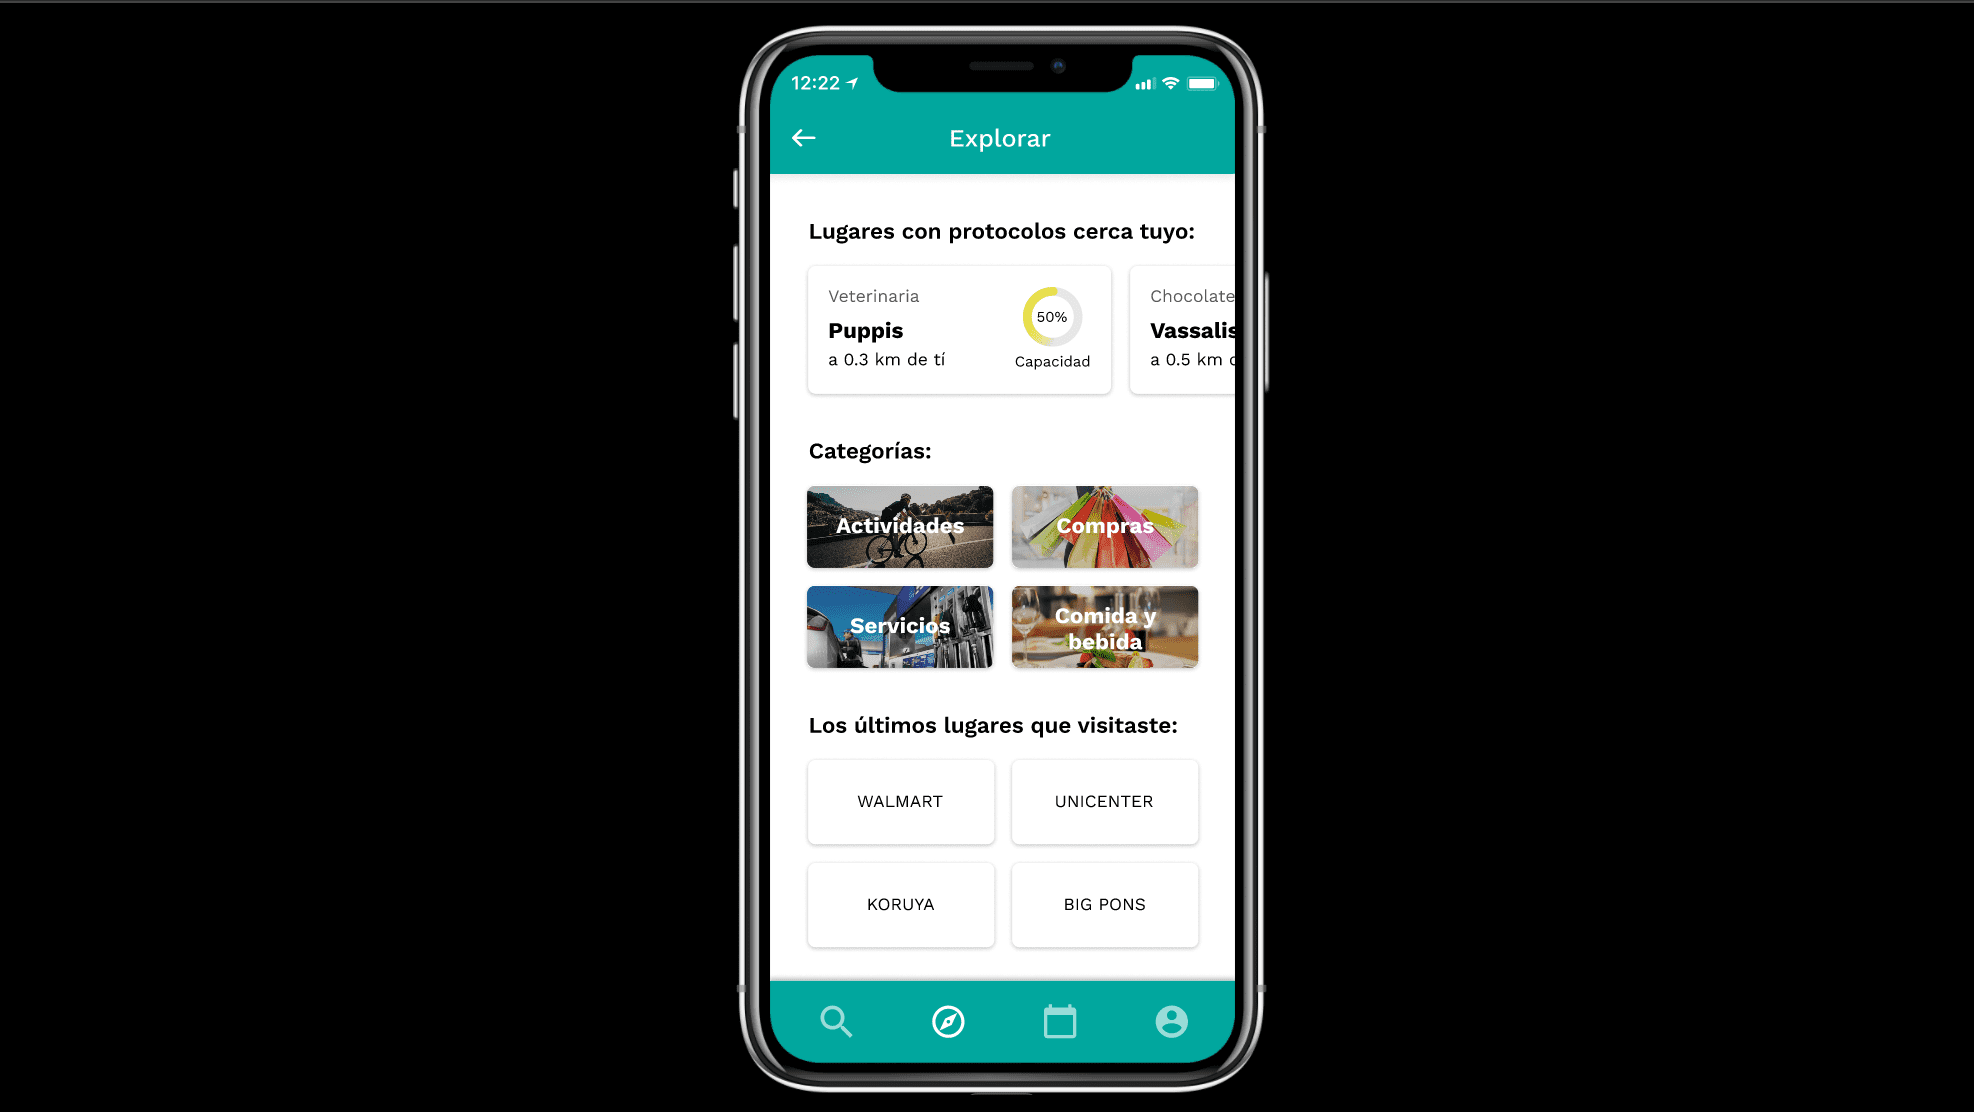 12:22
Explorar
Lugares con protocolos cerca tuyo:
Veterinaria
Puppis
a 0.3 km de tí
50%
Capacidad
Chocolate
Vassalis
a 0.5 km
Categorías:
Actividades
Compras
Servicios
Comida y
bebida
Los últimos lugares que visitaste:
WALMART
UNICENTER
KORUYA
BIG PONS